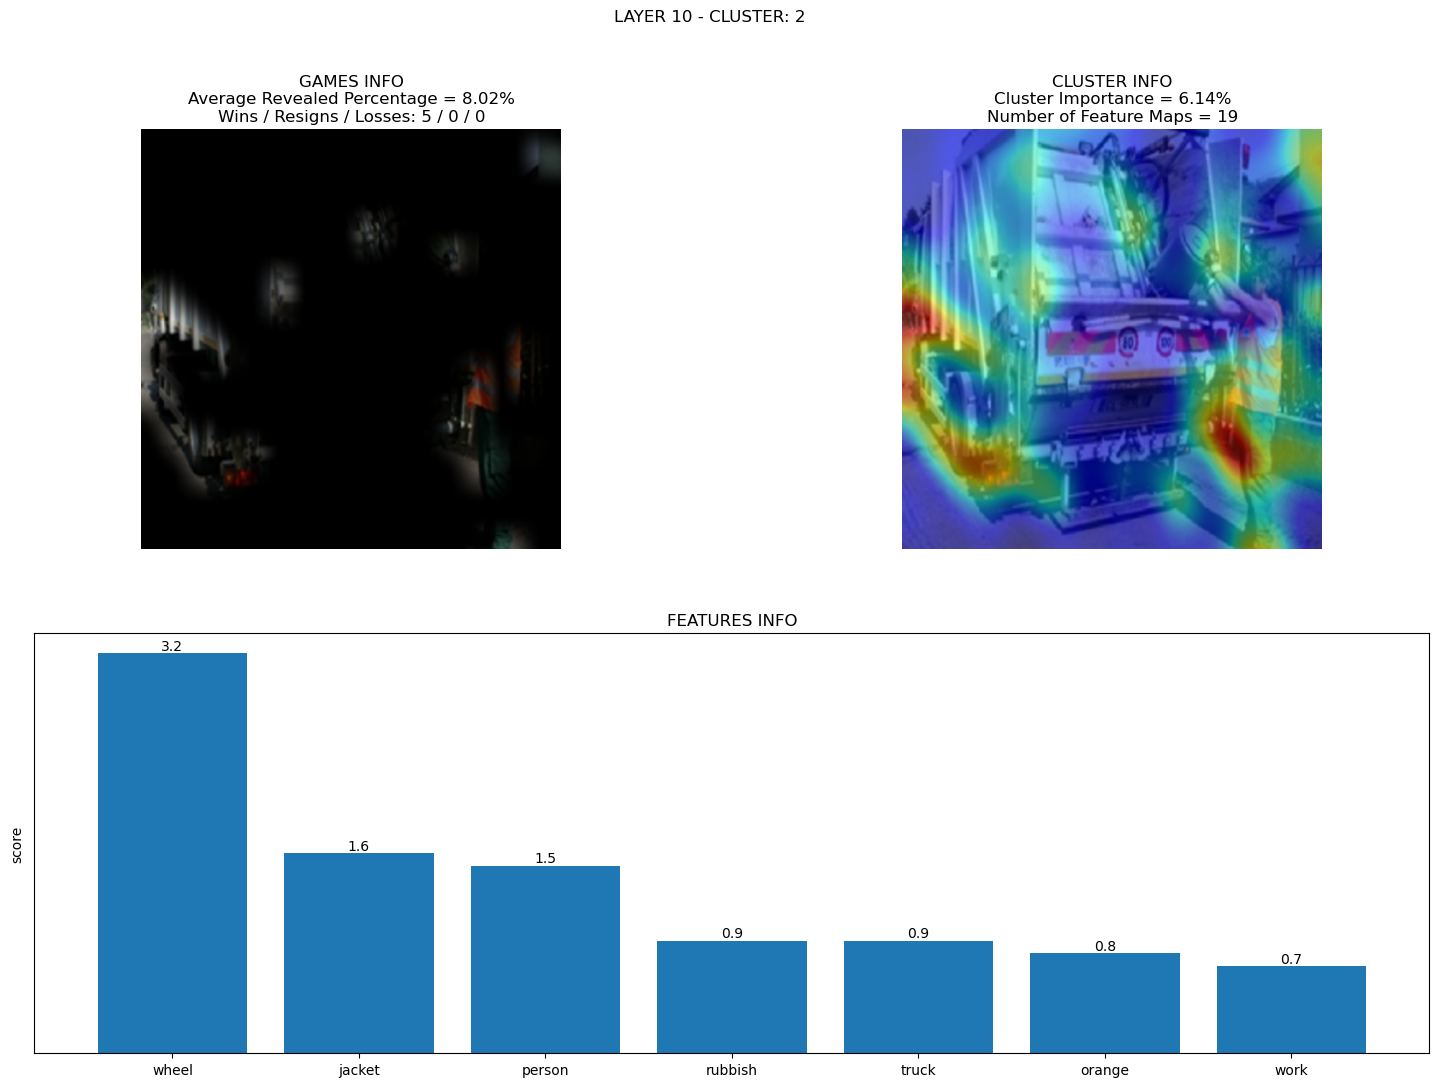 LAYER 10 - CLUSTER: 2
GAMES INFO
Average Revealed Percentage = 8.02%
Wins / Resigns / Losses: 5 / 0 / 0
CLUSTER INFO
Cluster Importance = 6.14%
Number of Feature Maps = 19
80
100
FEATURES INFO
score
3.2
1.6
1.5
0.9
0.9
0.8
0.7
wheel
jacket
person
rubbish
truck
orange
work